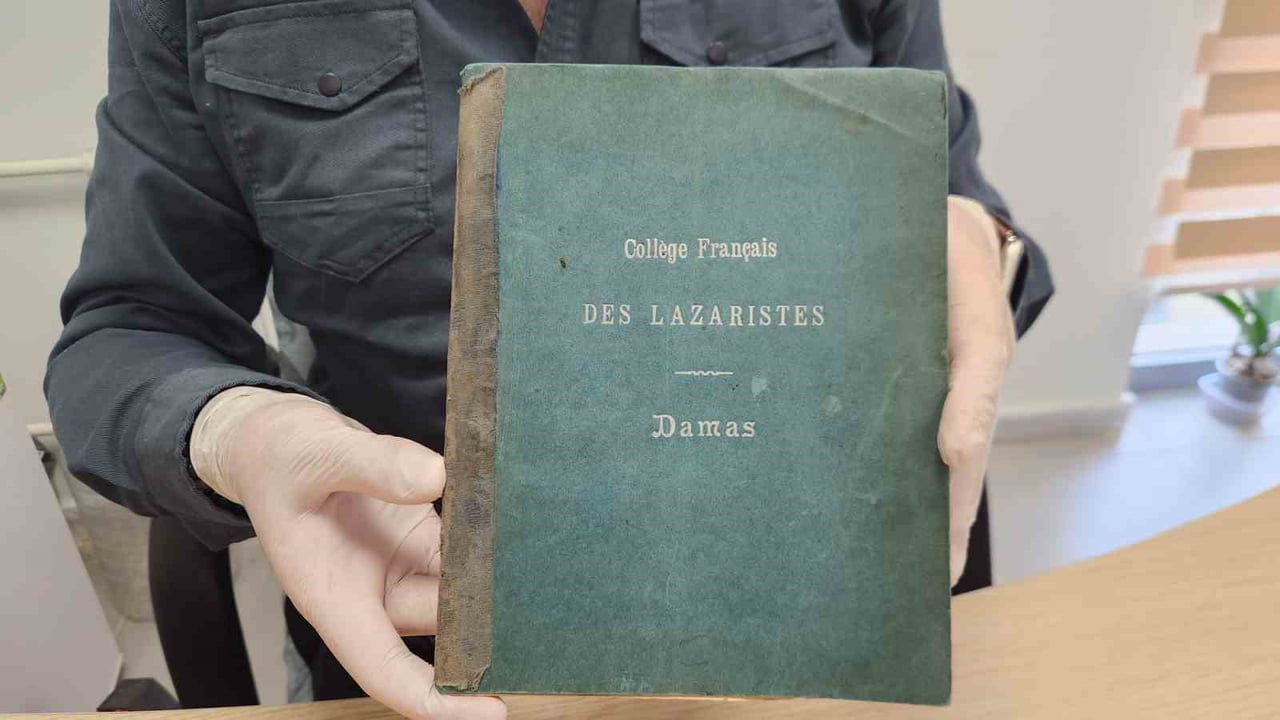 Collège Français
DES LAZARISTES
Damas